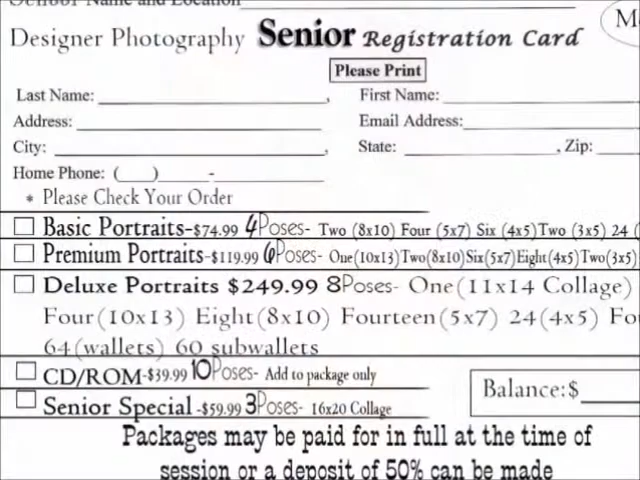 School Name and Location
Designer Photography Senior Registration Card
Please Print
Last Name: , First Name:
Address: Email Address:
City: , State: , Zip:
Home Phone: ( ) -
* Please Check Your Order
Basic Portraits-$74.99 4Poses- Two (8x10) Four (5x7) Six (4x5)Two (3x5) 24 (
Premium Portraits-$119.99 6Poses- One(10x13)Two(8x10)Six(5x7)Eight(4x5)Two(3x5)
Deluxe Portraits $249.99 8Poses- One(11x14 Collage)
Four(10x13) Eight(8x10) Fourteen(5x7) 24(4x5) Fo
64(wallets) 60 subwallets
CD/ROM-$39.99 10Poses- Add to package only
Balance:$
Senior Special -$59.99 3Poses- 16x20 Collage
Packages may be paid for in full at the time of
session or a deposit of 50% can be made